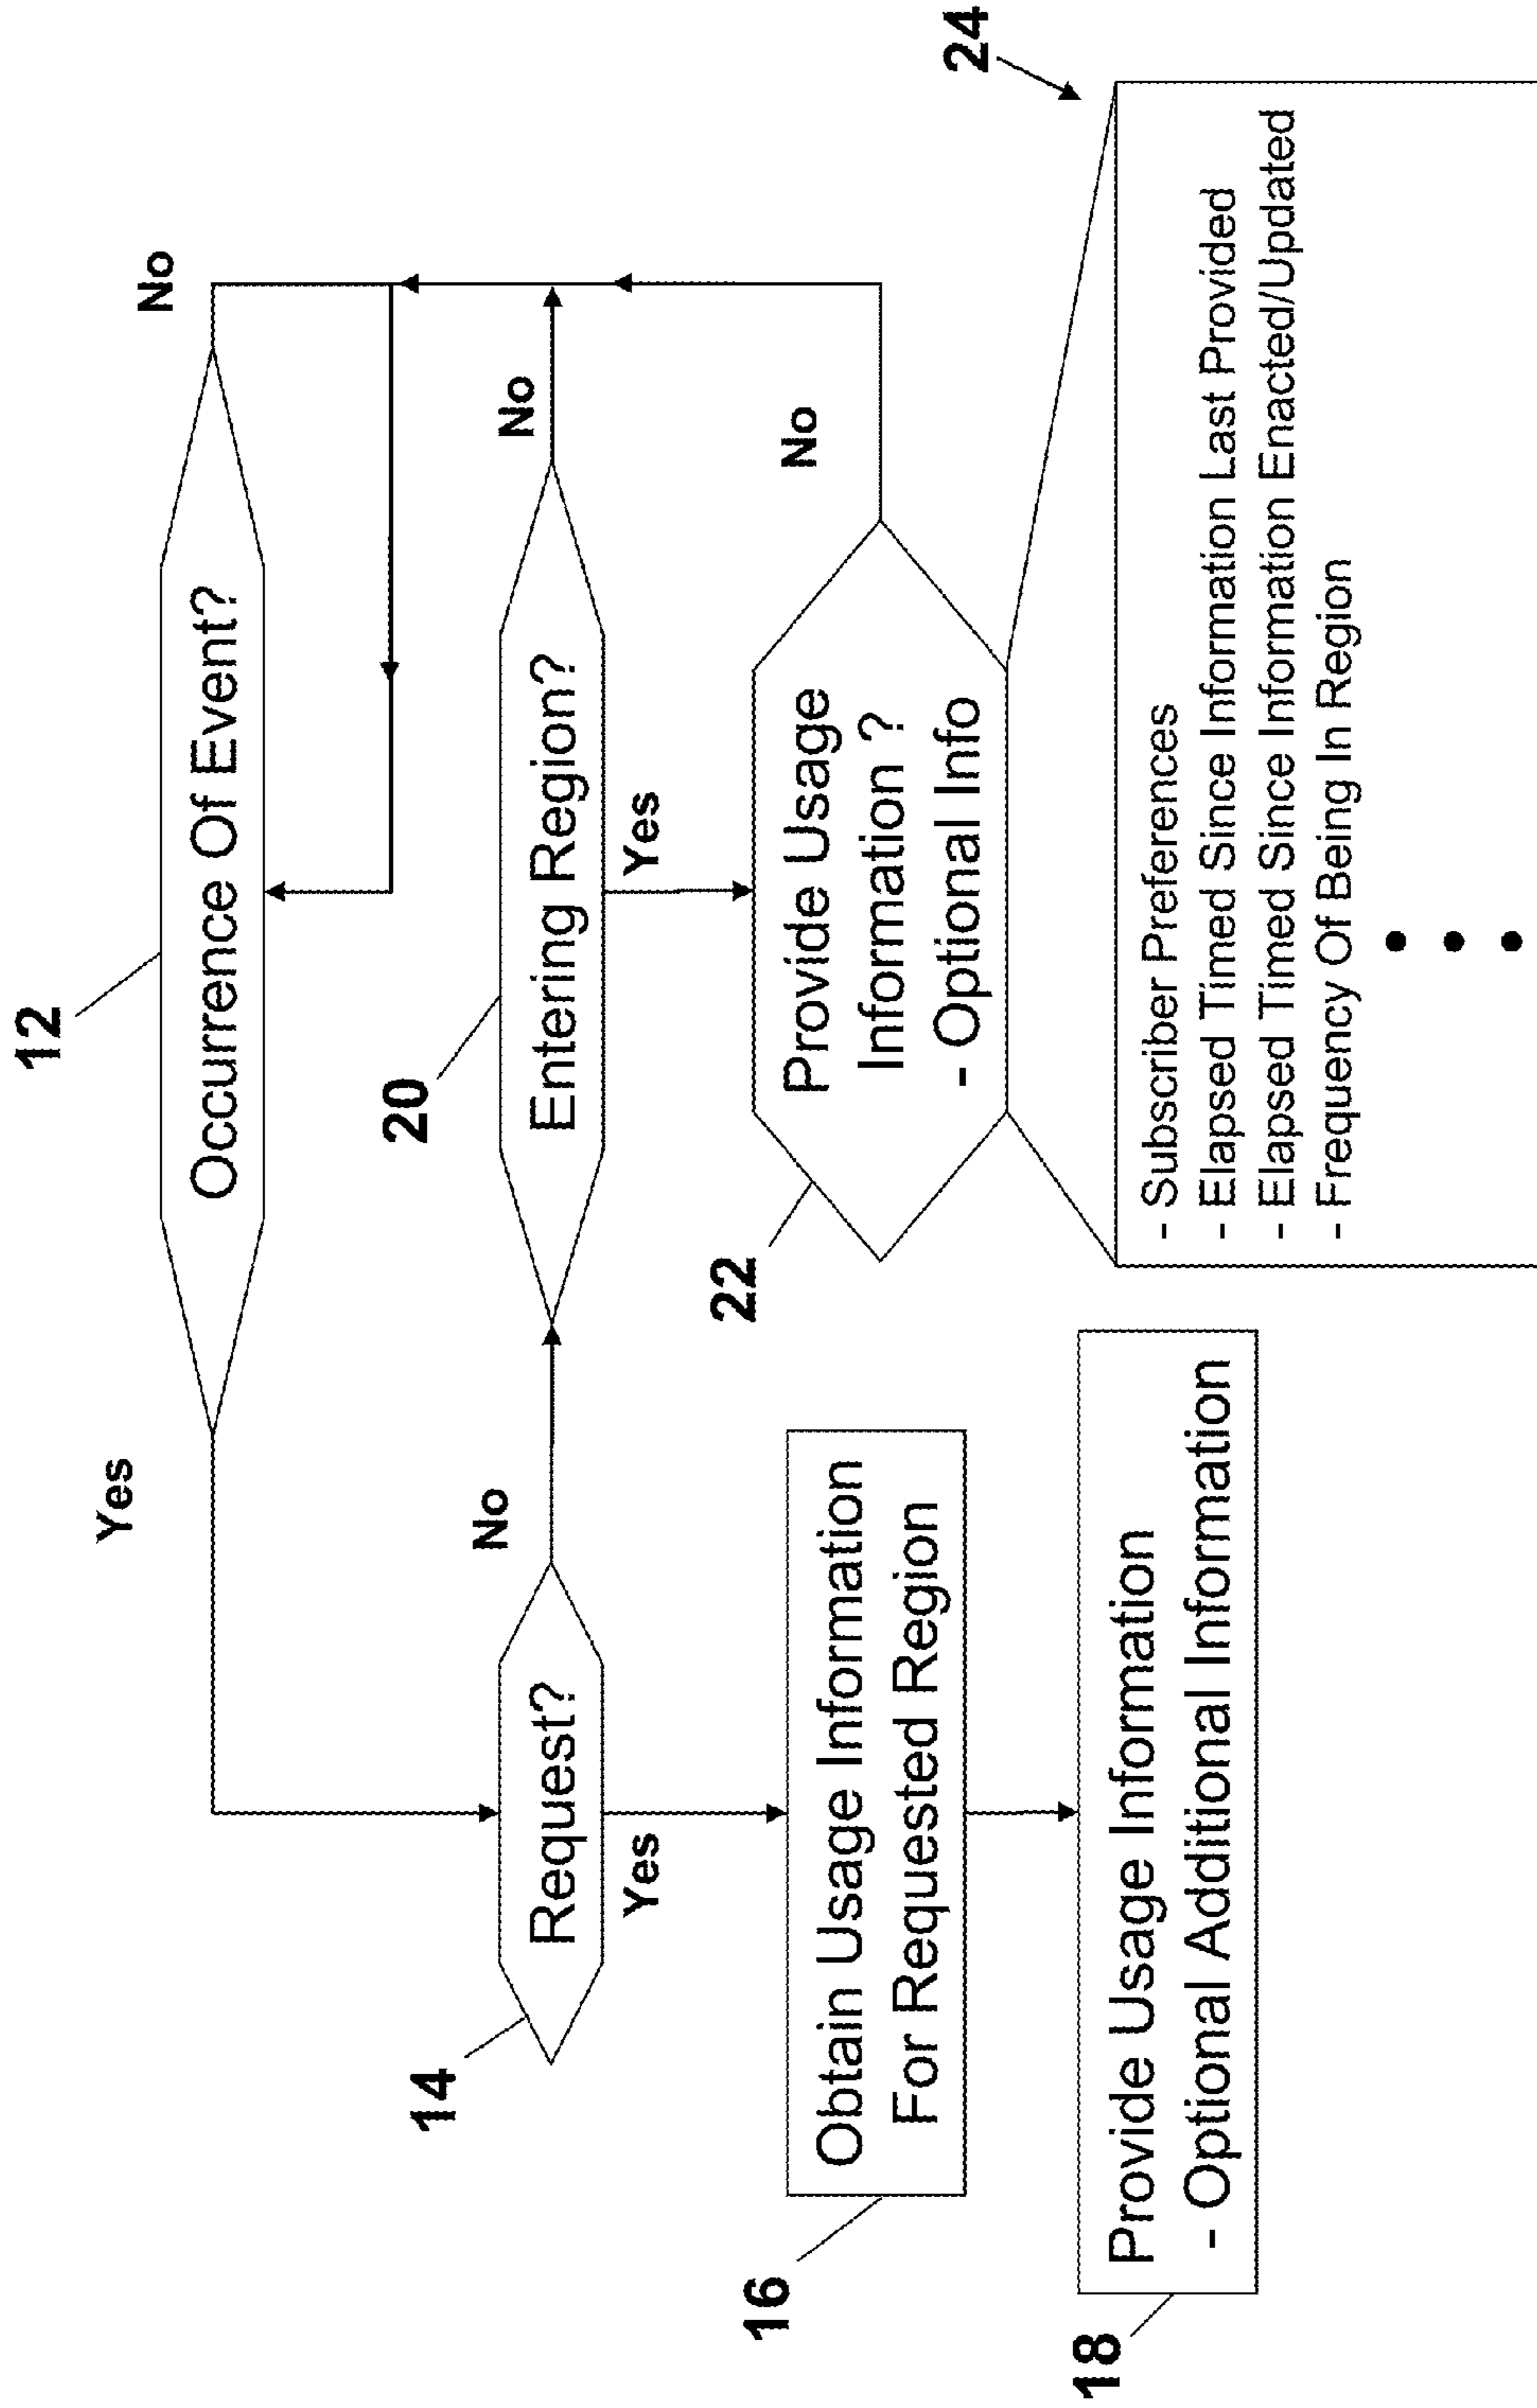 12
Occurrence Of Event?
Yes
No
14
Request?
No
Yes
20
Entering Region?
No
Yes
16
Obtain Usage Information
For Requested Region
22
Provide Usage
Information ?
- Optional Info
No
18
Provide Usage Information
- Optional Additional Information
24
- Subscriber Preferences
- Elapsed Timed Since Information Last Provided
- Elapsed Timed Since Information Enacted/Updated
- Frequency Of Being In Region